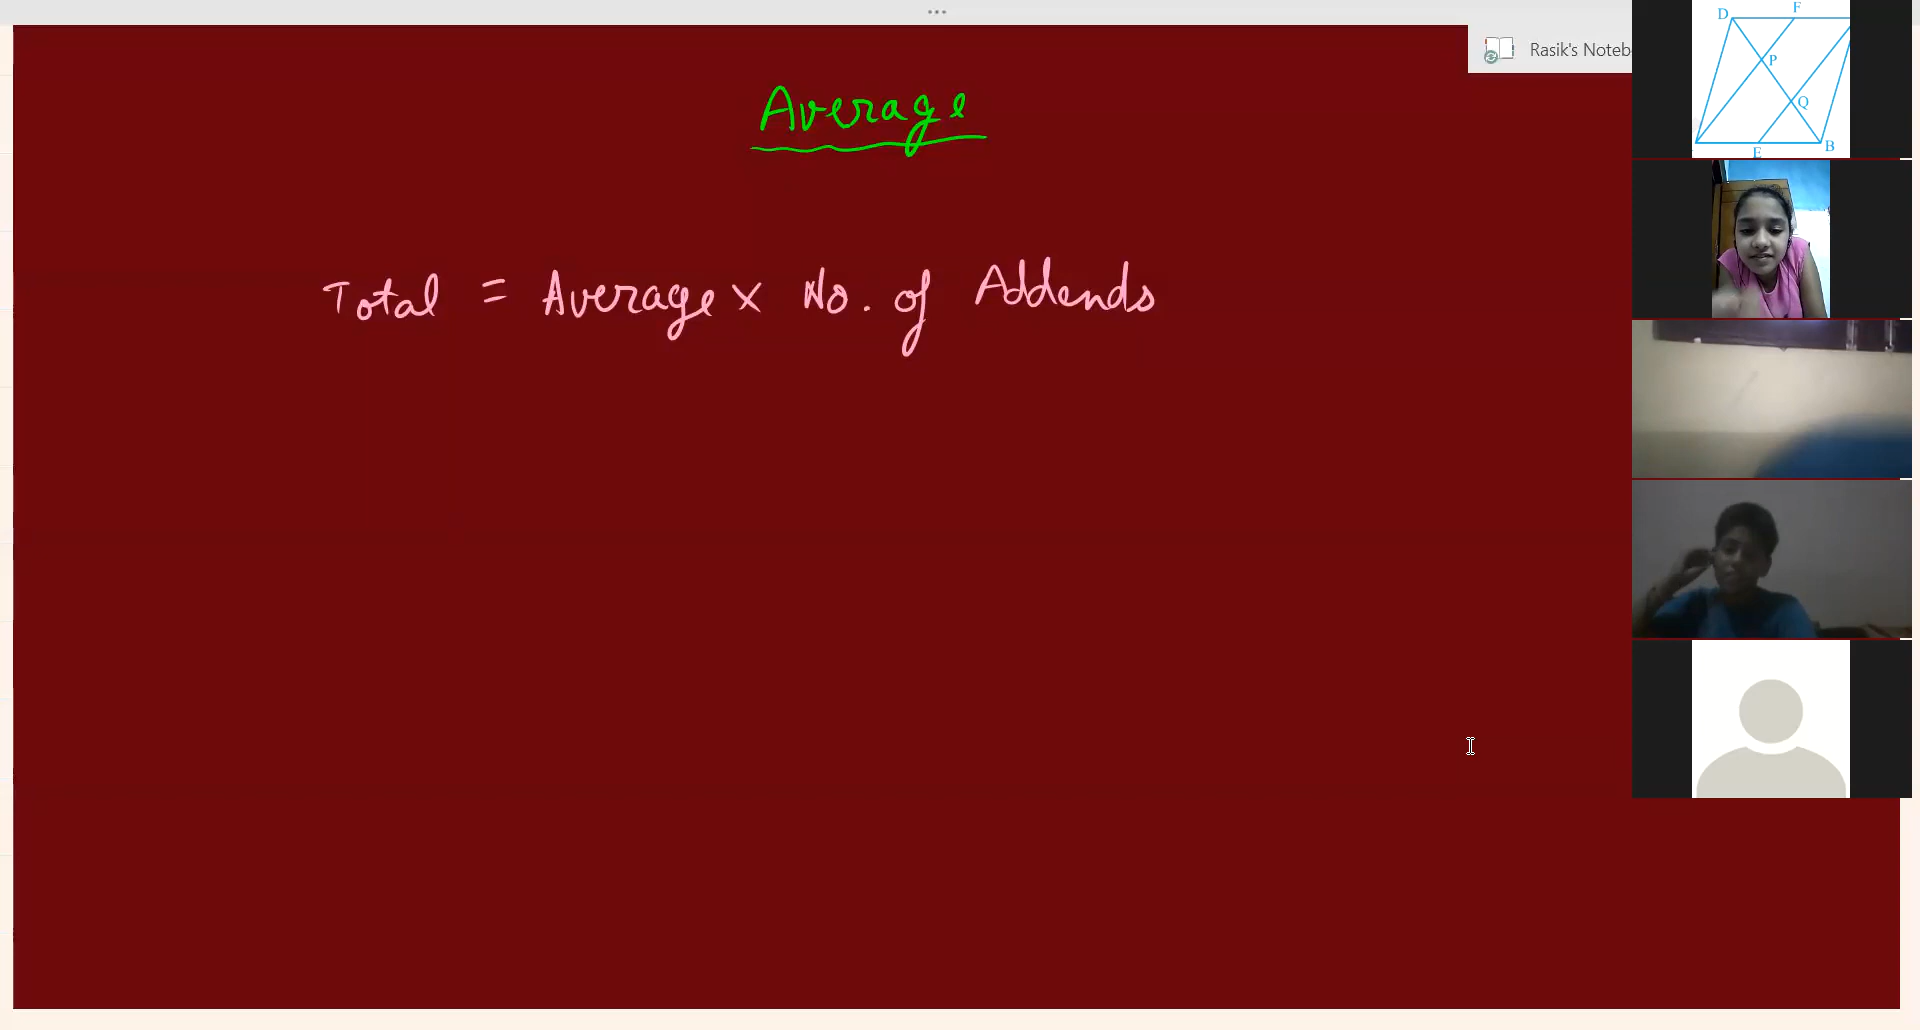 Average
Total = Average × No. of Addends
Rasik's Noteb
D F
P
Q
E B